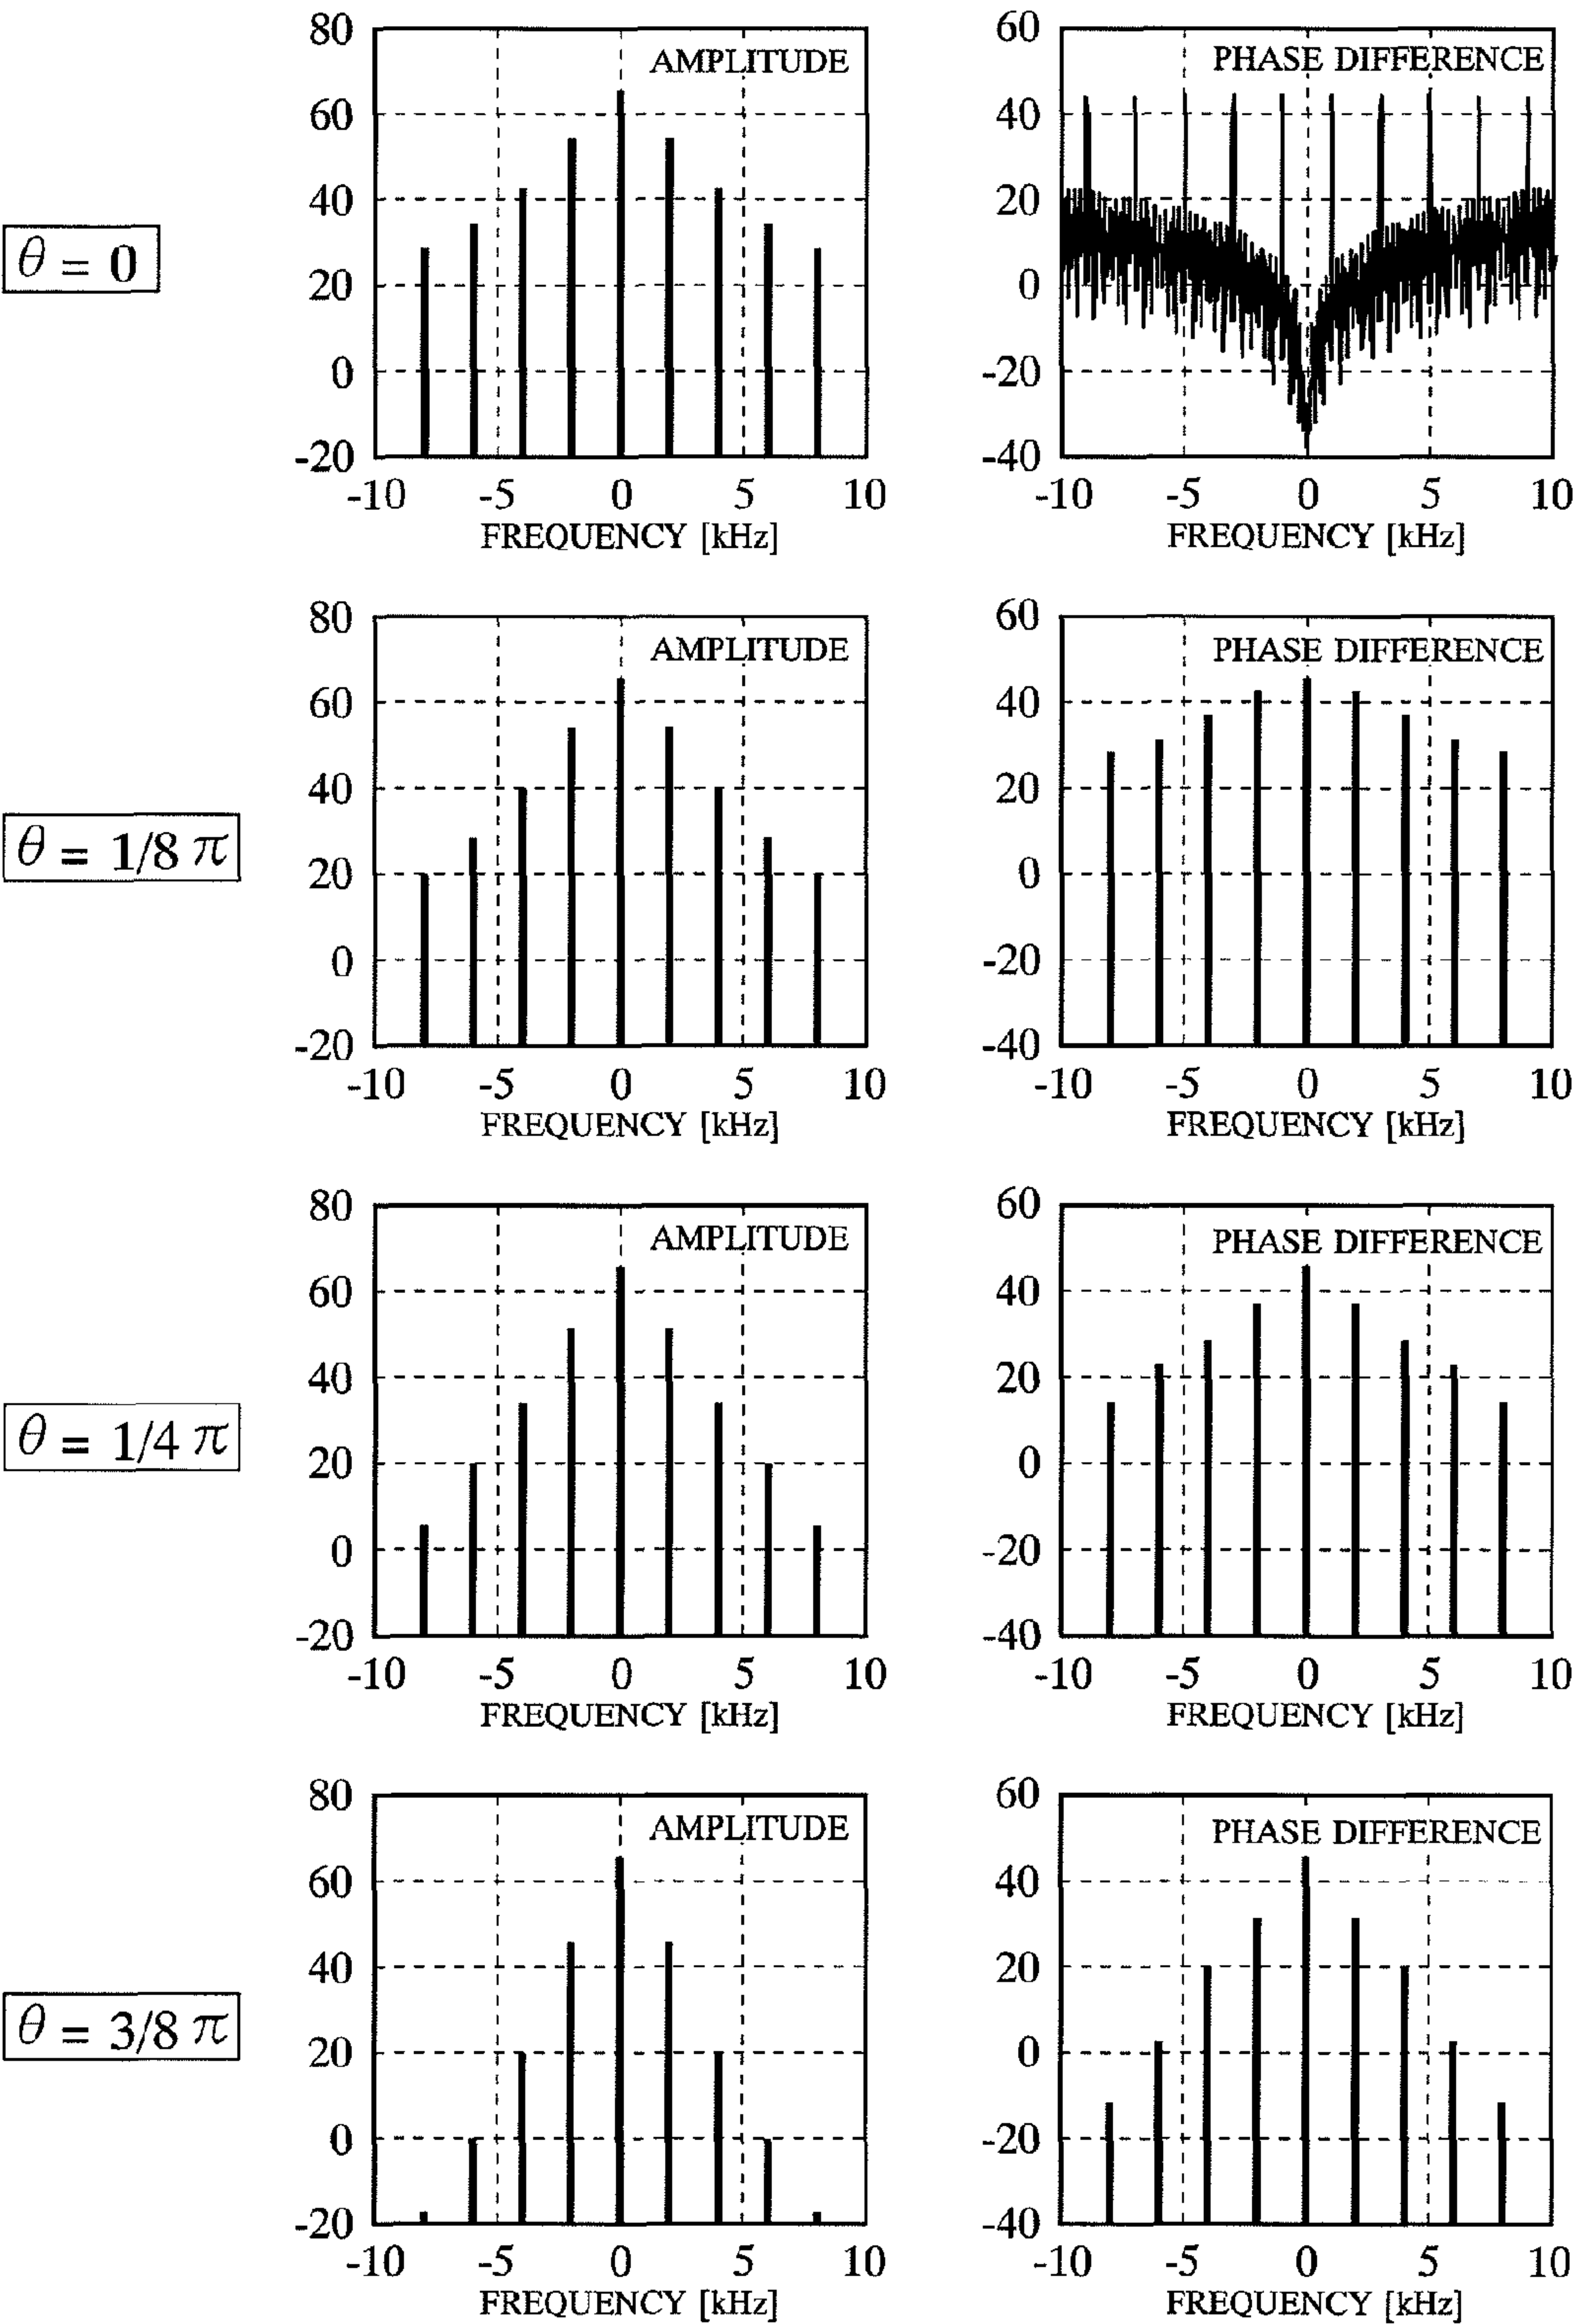 θ = 0
AMPLITUDE
80
60
40
20
0
-20
-10 -5 0 5 10
FREQUENCY [kHz]
PHASE DIFFERENCE
60
40
20
0
-20
-40
-10 -5 0 5 10
FREQUENCY [kHz]
θ = 1/8 π
AMPLITUDE
80
60
40
20
0
-20
-10 -5 0 5 10
FREQUENCY [kHz]
PHASE DIFFERENCE
60
40
20
0
-20
-40
-10 -5 0 5 10
FREQUENCY [kHz]
θ = 1/4 π
AMPLITUDE
80
60
40
20
0
-20
-10 -5 0 5 10
FREQUENCY [kHz]
PHASE DIFFERENCE
60
40
20
0
-20
-40
-10 -5 0 5 10
FREQUENCY [kHz]
θ = 3/8 π
AMPLITUDE
80
60
40
20
0
-20
-10 -5 0 5 10
FREQUENCY [kHz]
PHASE DIFFERENCE
60
40
20
0
-20
-40
-10 -5 0 5 10
FREQUENCY [kHz]